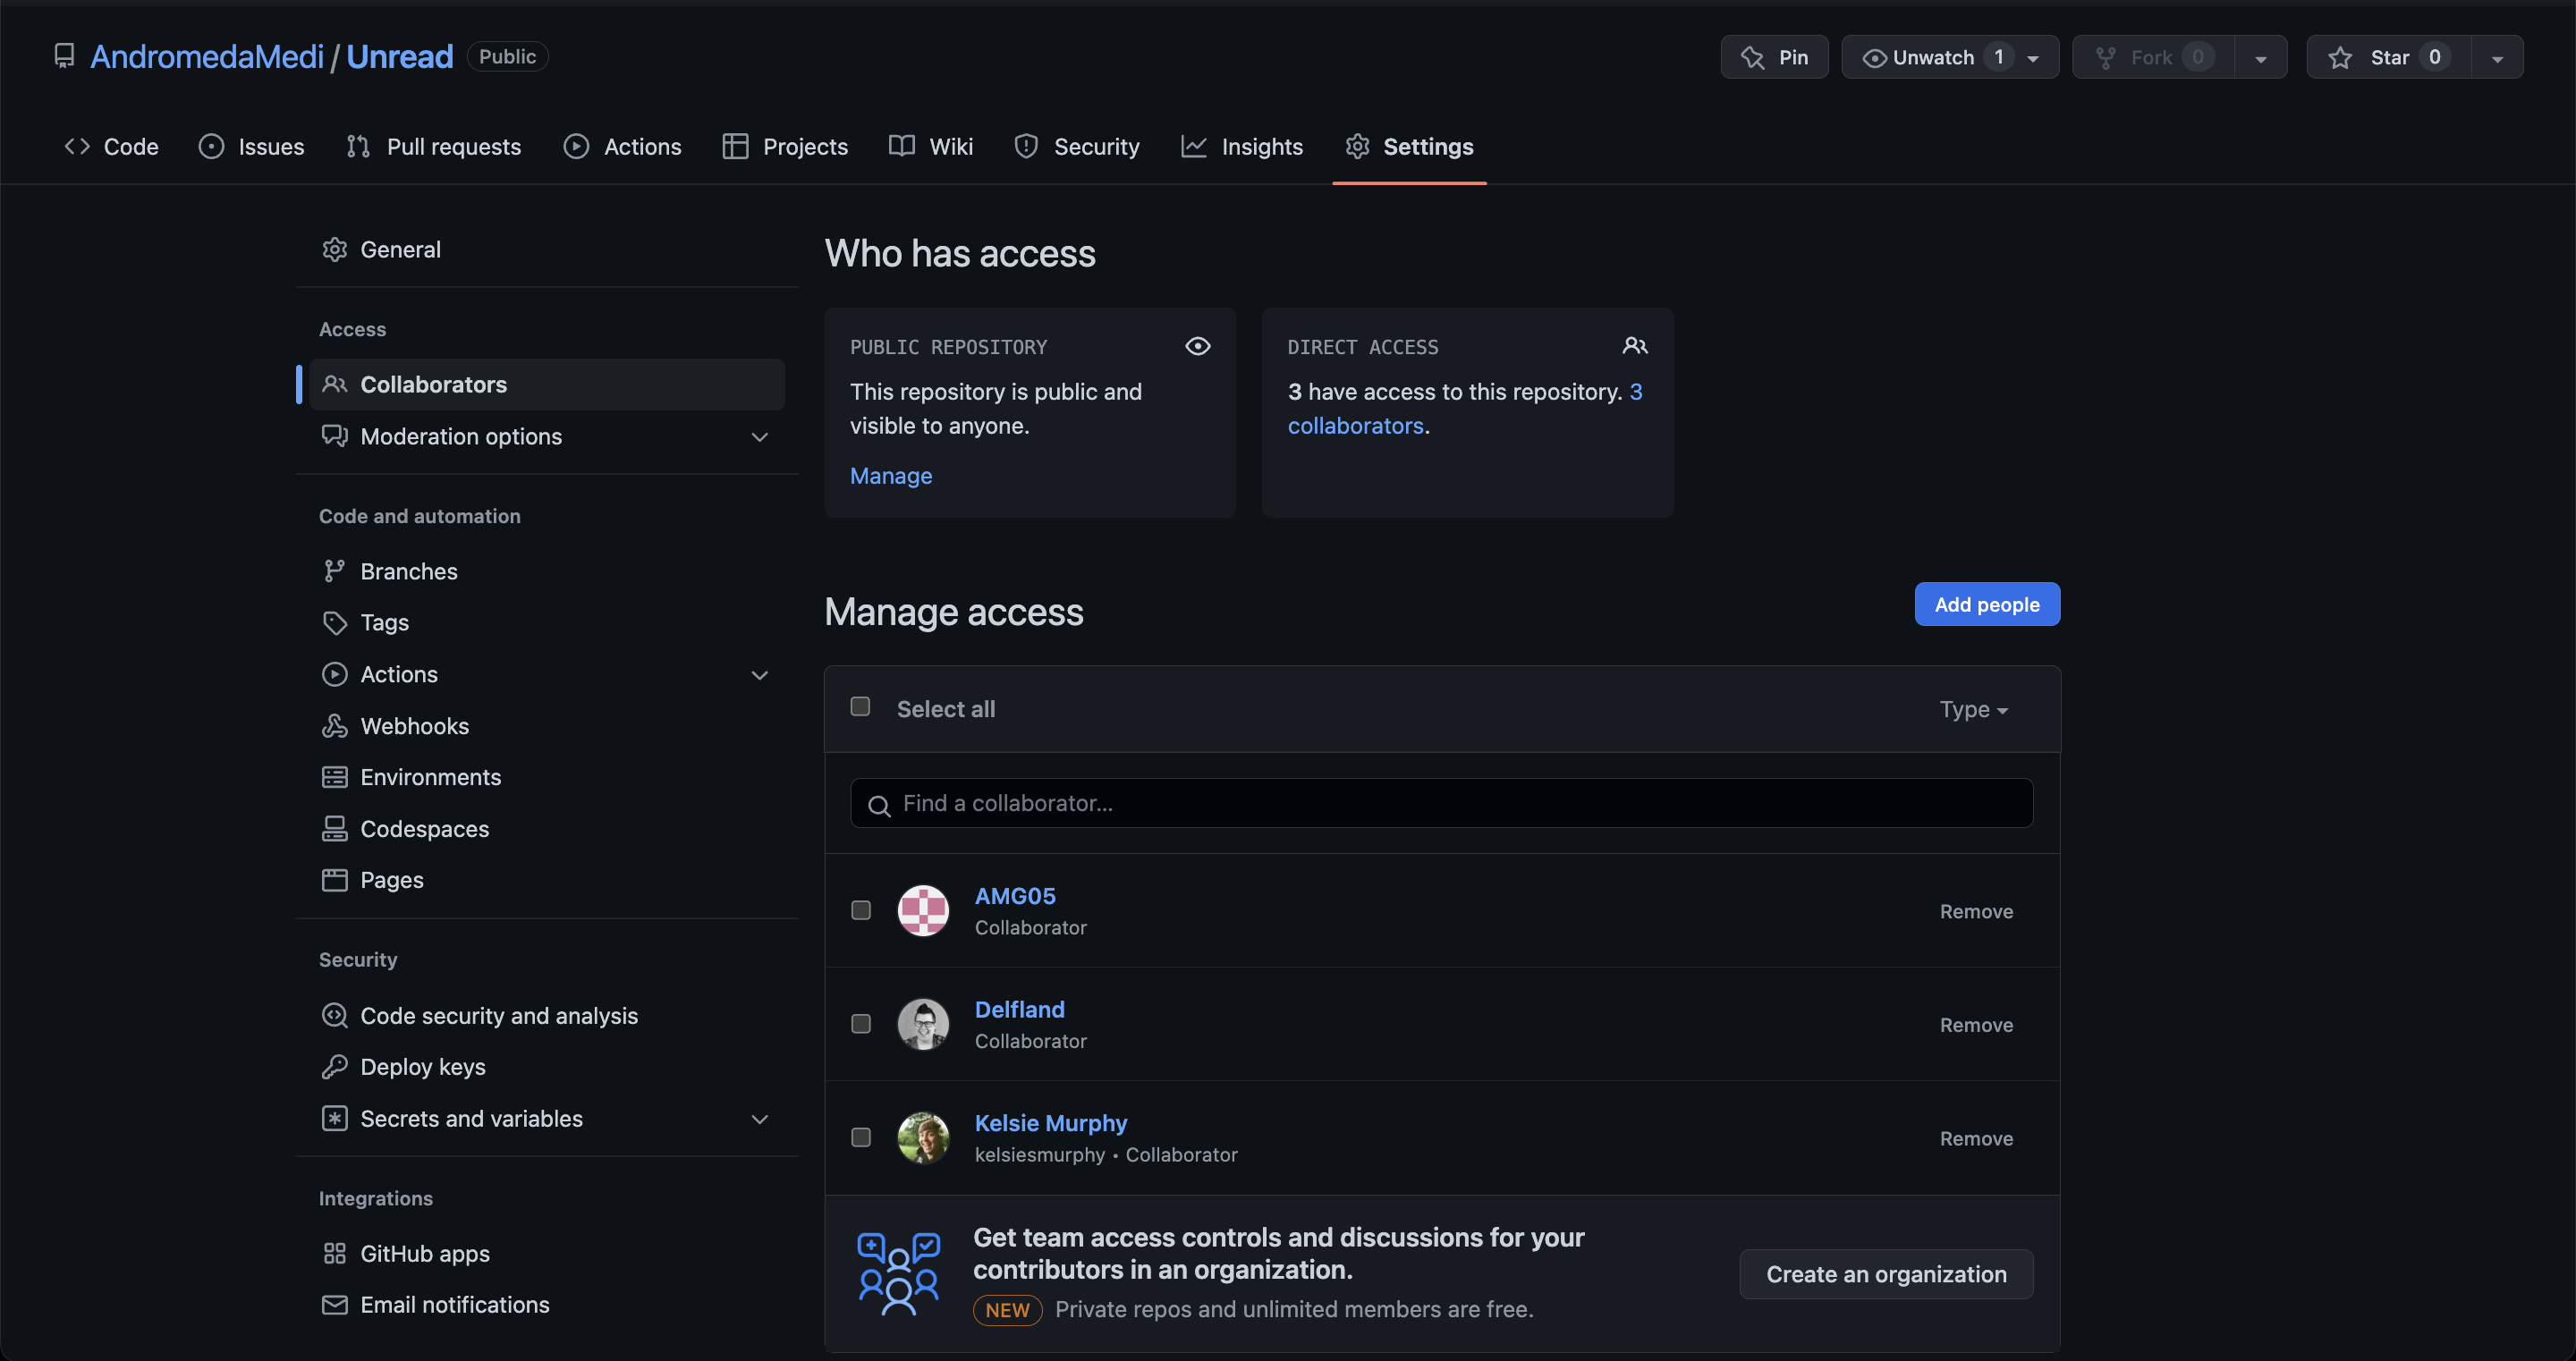 AndromedaMedi / Unread Public
Pin
Unwatch 1
Fork 0
Star 0
Code Issues Pull requests Actions Projects Wiki Security Insights Settings
General
Access
Collaborators
Moderation options
Code and automation
Branches
Tags
Actions
Webhooks
Environments
Codespaces
Pages
Security
Code security and analysis
Deploy keys
Secrets and variables
Integrations
GitHub apps
Email notifications
Who has access
PUBLIC REPOSITORY
This repository is public and
visible to anyone.
Manage
DIRECT ACCESS
3 have access to this repository. 3
collaborators.
Manage access
Add people
Select all
Type
Find a collaborator...
AMG05
Collaborator
Remove
Delfland
Collaborator
Remove
Kelsie Murphy
kelsiesmurphy • Collaborator
Remove
Get team access controls and discussions for your
contributors in an organization.
NEW Private repos and unlimited members are free.
Create an organization